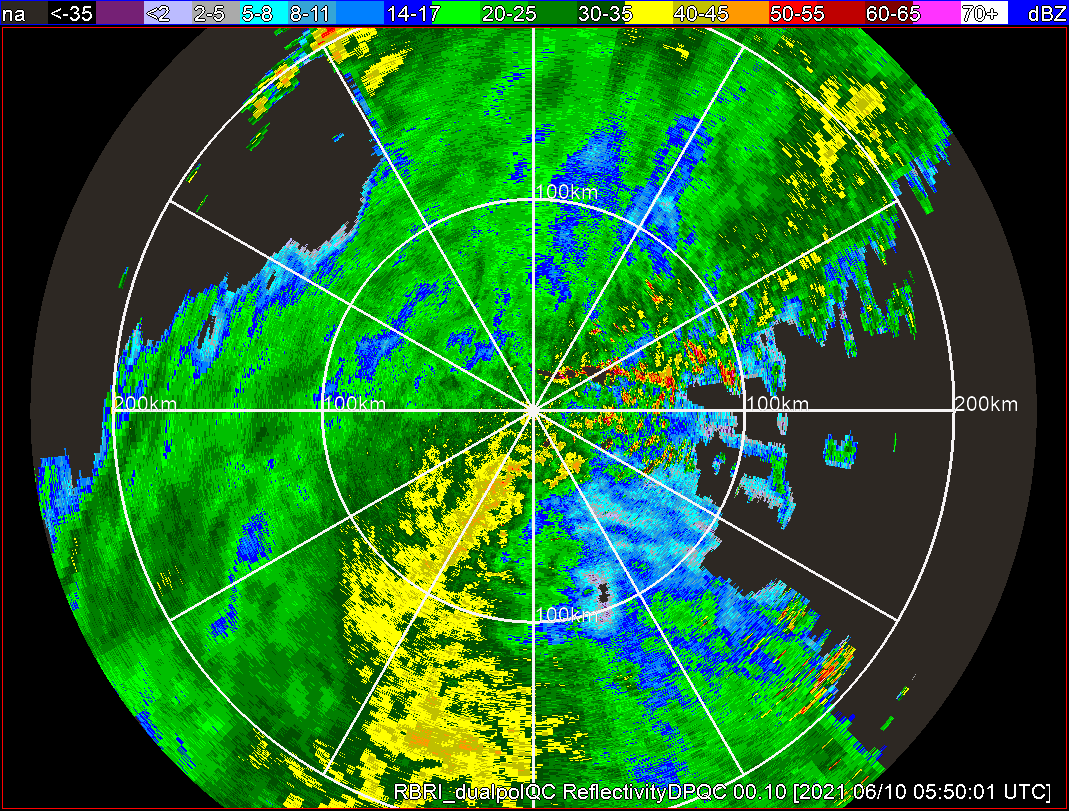 na <-35 <2 2-5 5-8 8-11 14-17 20-25 30-35 40-45 50-55 60-65 70+ dBZ
100km
200km 100km 100km 200km
100km
RBRI_dualpolQC ReflectivityDPQC 00.10 [2021 06/10 05:50:01 UTC]